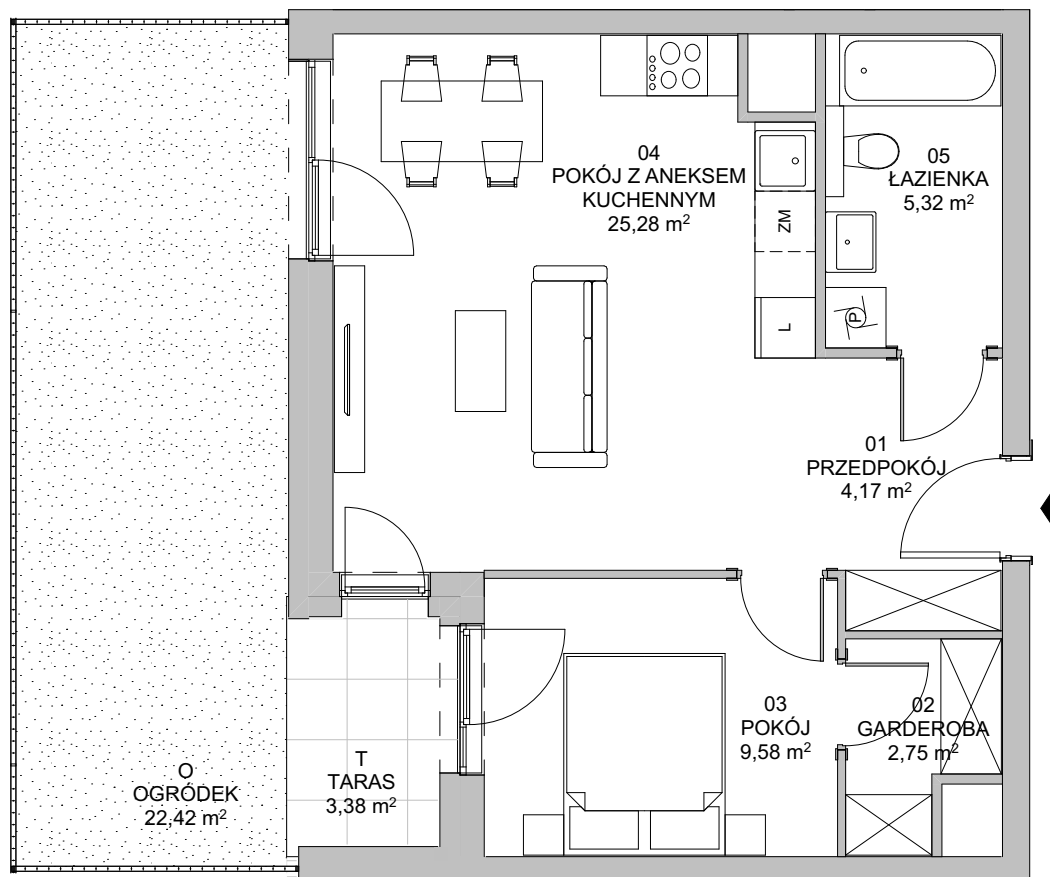 04
POKÓJ Z ANEKSEM
KUCHENNYM
25,28 m²
05
ŁAZIENKA
5,32 m²
ZM
L
P
01
PRZEDPOKÓJ
4,17 m²
03
POKÓJ
9,58 m²
02
GARDEROBA
2,75 m²
T
TARAS
3,38 m²
O
OGRÓDEK
22,42 m²